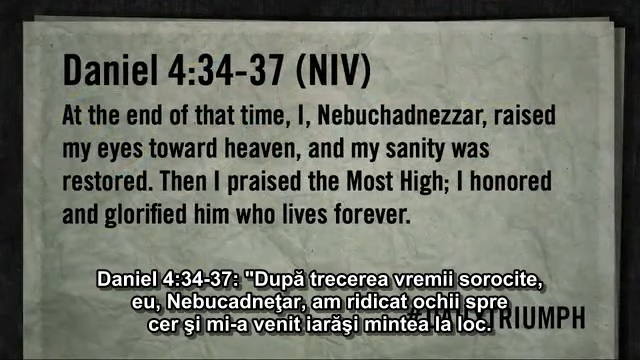 Daniel 4:34-37 (NIV)
At the end of that time, I, Nebuchadnezzar, raised
my eyes toward heaven, and my sanity was
restored. Then I praised the Most High; I honored
and glorified him who lives forever.
Daniel 4:34-37: "După trecerea vremii sorocite,
eu, Nebucadneţar, am ridicat ochii spre
cer şi mi-a venit iarăşi mintea la loc.
TRIUMPH